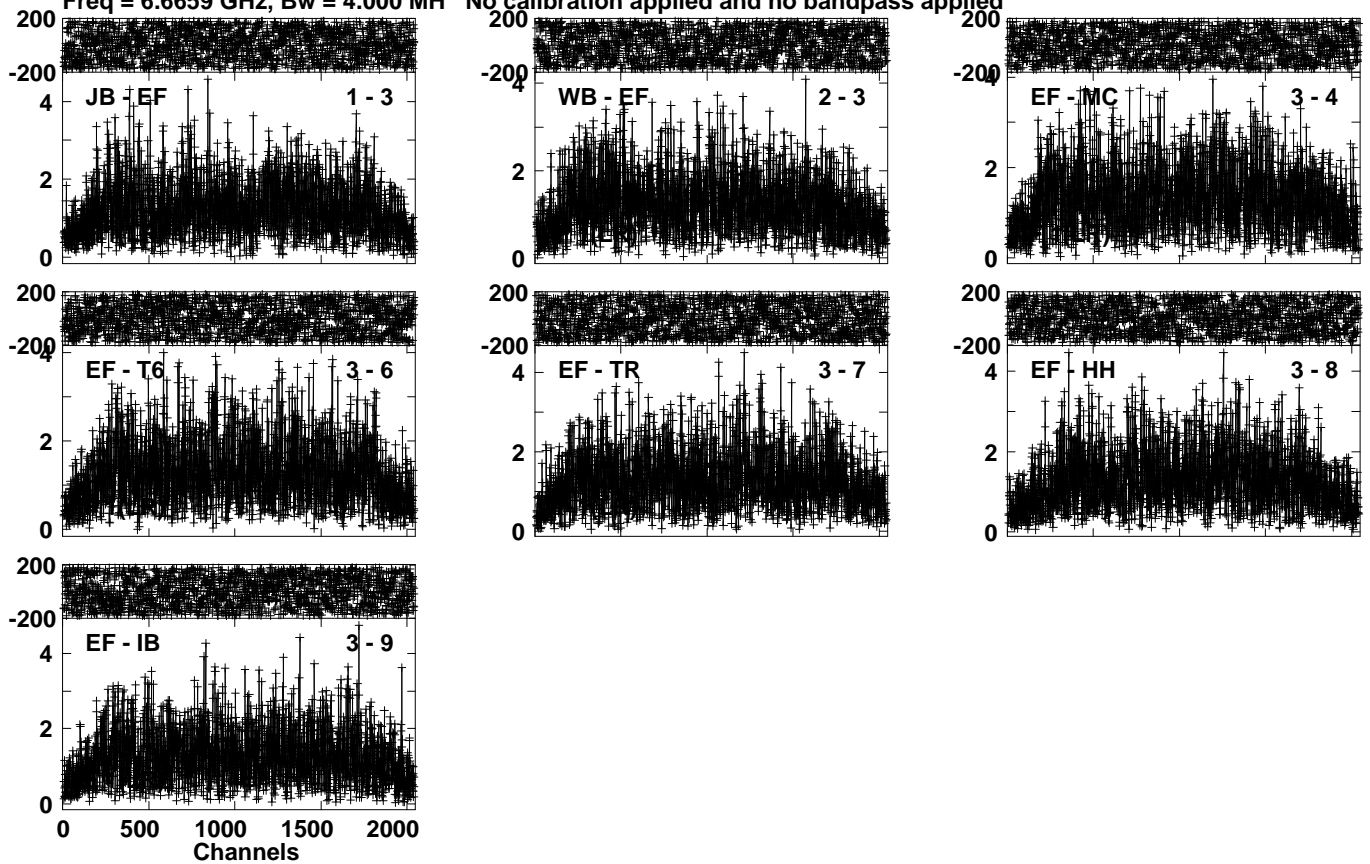 Freq = 6.6659 GHz, Bw = 4.000 MH No calibration applied and no bandpass applied
200 200 200
-200 -200 -200
JB - EF 1 - 3 WB - EF 2 - 3 EF - MC 3 - 4
4 4 4
2 2 2
0 0 0
200 200 200
-200 -200 -200
EF - T6 3 - 6 EF - TR 3 - 7 EF - HH 3 - 8
4 4 4
2 2 2
0 0 0
200
-200
EF - IB 3 - 9
4
2
0
0 500 1000 1500 2000
Channels